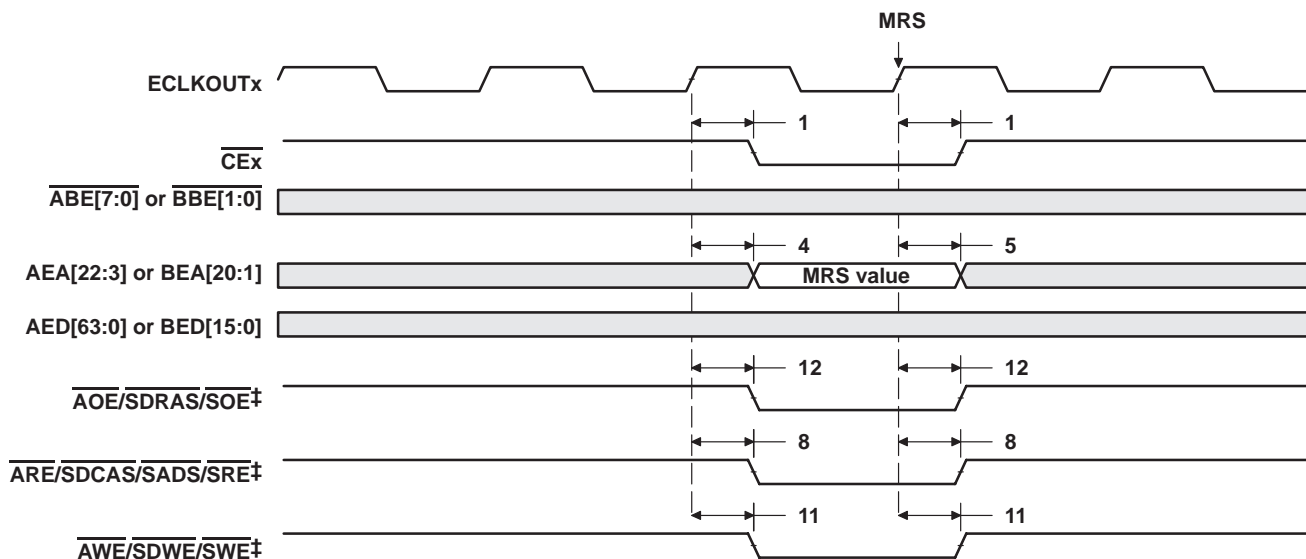 MRS
ECLKOUTx
1 1
CEx
ABE[7:0] or BBE[1:0]
4 5
AEA[22:3] or BEA[20:1] MRS value
AED[63:0] or BED[15:0]
12 12
AOE/SDRAS/SOE‡
8 8
ARE/SDCAS/SADS/SRE‡
11 11
AWE/SDWE/SWE‡